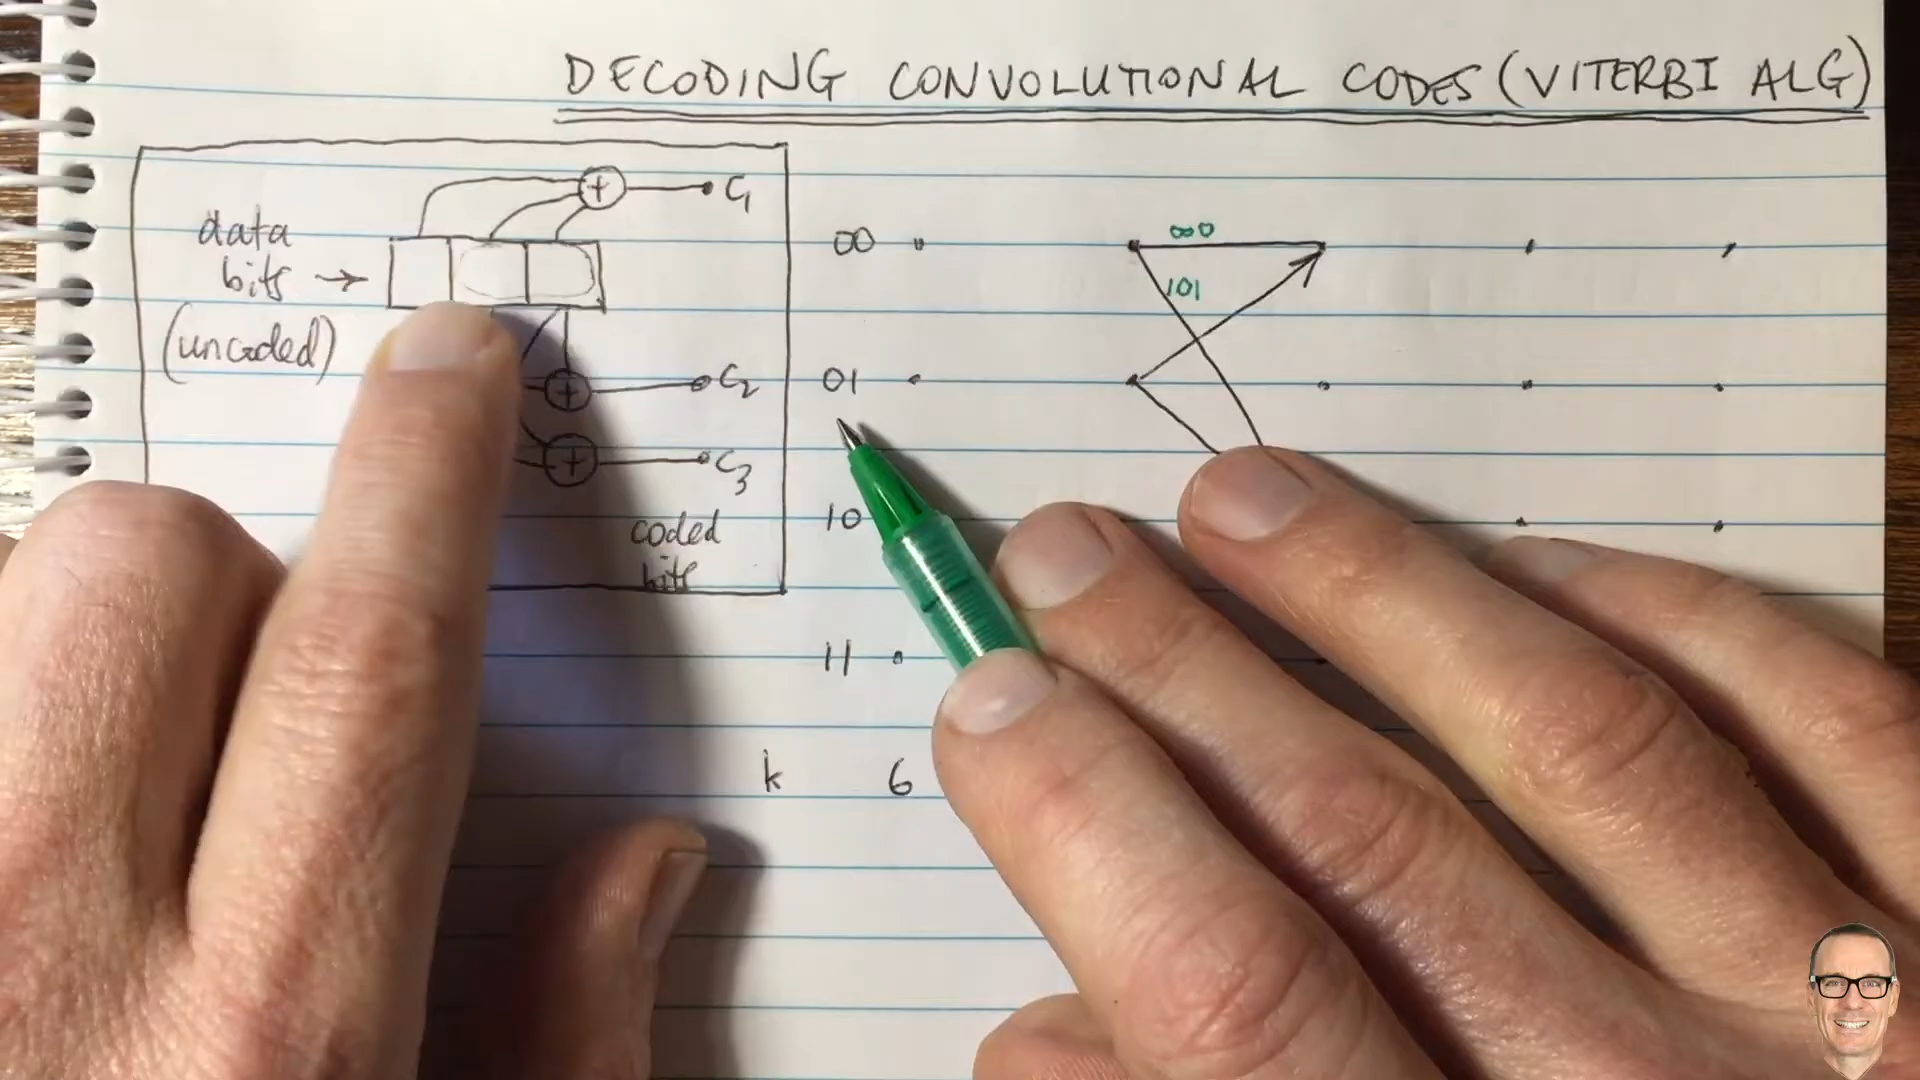 DECODING CONVOLUTIONAL CODES (VITERBI ALG)
data
bits →
(uncoded)
+
C1
+
C2
+
C3
coded
bits
00
000
101
01
10
11
k 6